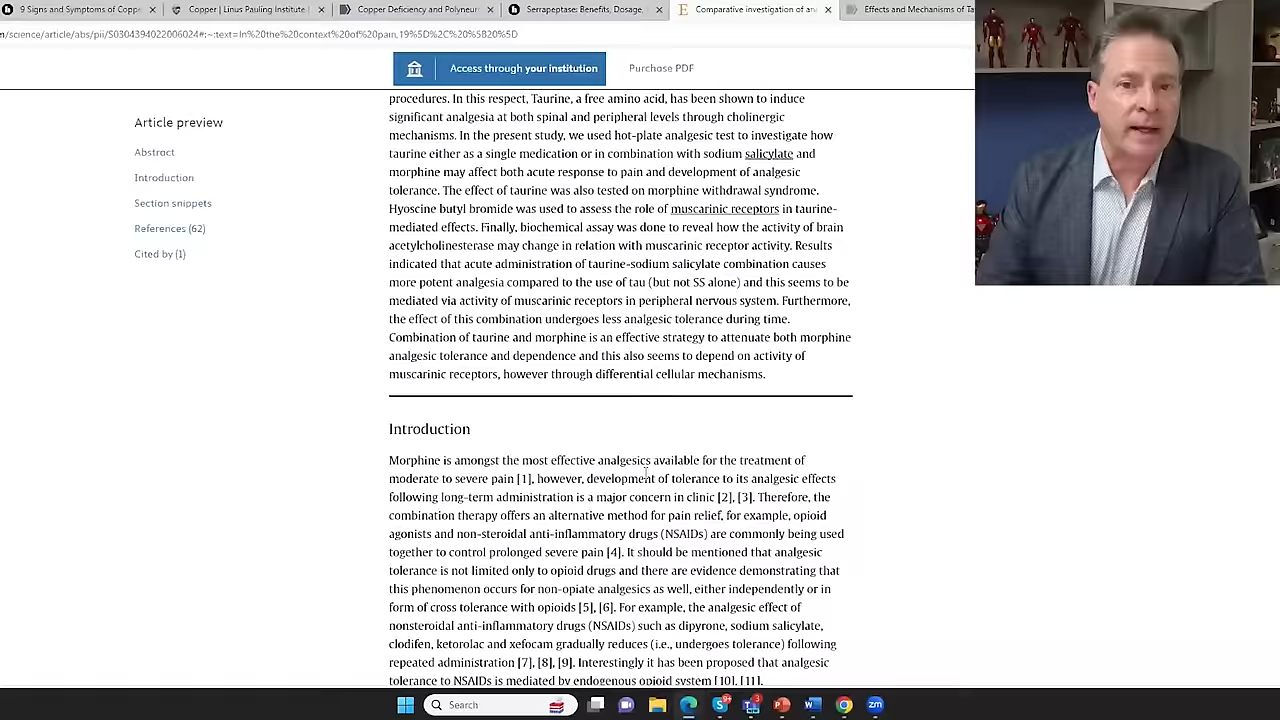 9 Signs and Symptoms of Coppe
Copper | Linus Pauling Institute |
Copper Deficiency and Polyneur
Serrapeptase: Benefits, Dosage,
Comparative investigation of an
Effects and Mechanisms of Ta
m/science/article/abs/pii/S0304394022006024#:~:text=In%20the%20context%20of%20pain,19%5D%2C%20%5B20%5D
Access through your institution
Purchase PDF
Article preview
Abstract
Introduction
Section snippets
References (62)
Cited by (1)
procedures. In this respect, Taurine, a free amino acid, has been shown to induce
significant analgesia at both spinal and peripheral levels through cholinergic
mechanisms. In the present study, we used hot-plate analgesic test to investigate how
taurine either as a single medication or in combination with sodium salicylate and
morphine may affect both acute response to pain and development of analgesic
tolerance. The effect of taurine was also tested on morphine withdrawal syndrome.
Hyoscine butyl bromide was used to assess the role of muscarinic receptors in taurine-
mediated effects. Finally, biochemical assay was done to reveal how the activity of brain
acetylcholinesterase may change in relation with muscarinic receptor activity. Results
indicated that acute administration of taurine-sodium salicylate combination causes
more potent analgesia compared to the use of tau (but not SS alone) and this seems to be
mediated via activity of muscarinic receptors in peripheral nervous system. Furthermore,
the effect of this combination undergoes less analgesic tolerance during time.
Combination of taurine and morphine is an effective strategy to attenuate both morphine
analgesic tolerance and dependence and this also seems to depend on activity of
muscarinic receptors, however through differential cellular mechanisms.
Introduction
Morphine is amongst the most effective analgesics available for the treatment of
moderate to severe pain [1], however, development of tolerance to its analgesic effects
following long-term administration is a major concern in clinic [2], [3]. Therefore, the
combination therapy offers an alternative method for pain relief, for example, opioid
agonists and non-steroidal anti-inflammatory drugs (NSAIDs) are commonly being used
together to control prolonged severe pain [4]. It should be mentioned that analgesic
tolerance is not limited only to opioid drugs and there are evidence demonstrating that
this phenomenon occurs for non-opiate analgesics as well, either independently or in
form of cross tolerance with opioids [5], [6]. For example, the analgesic effect of
nonsteroidal anti-inflammatory drugs (NSAIDs) such as dipyrone, sodium salicylate,
clodifen, ketorolac and xefocam gradually reduces (i.e., undergoes tolerance) following
repeated administration [7], [8], [9]. Interestingly it has been proposed that analgesic
tolerance to NSAIDs is mediated by endogenous opioid system [10], [11].
Search